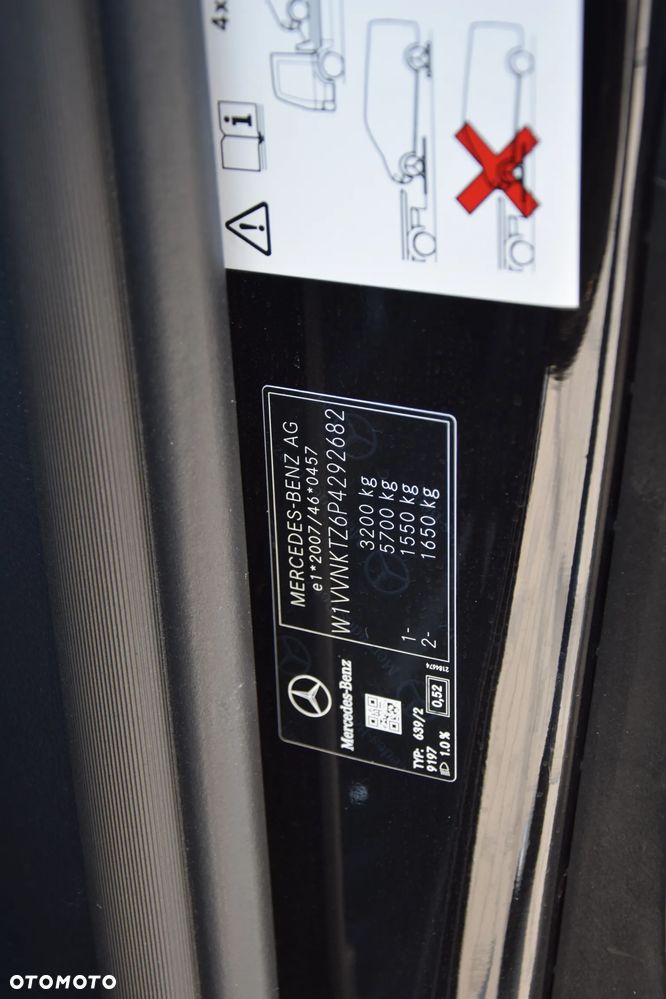 4x
i
MERCEDES-BENZ AG
e1*2007/46*0457
W1VVNKTZ6P4292682
3200 kg
5700 kg
1- 1550 kg
2- 1650 kg
Mercedes-Benz
TYP: 639/2
9197
1.0 %
0,52
2184674
OTOMOTO